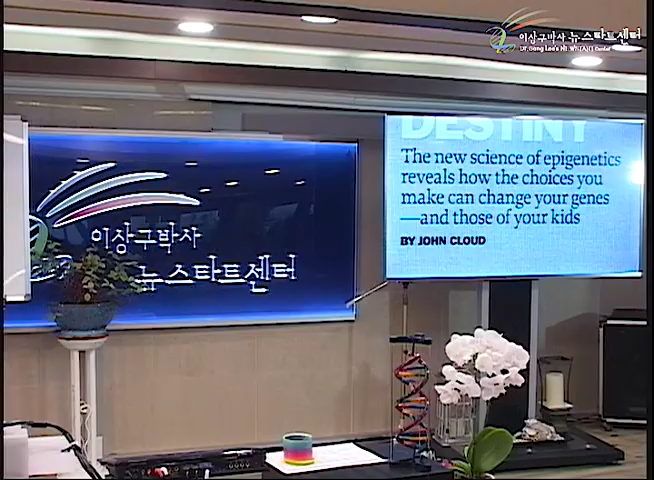 이상구박사 뉴스타트센터
Dr. Sang Lee's NEWSTART Center
이상구박사
뉴스타트센터
DESTINY
The new science of epigenetics
reveals how the choices you
make can change your genes
—and those of your kids
BY JOHN CLOUD